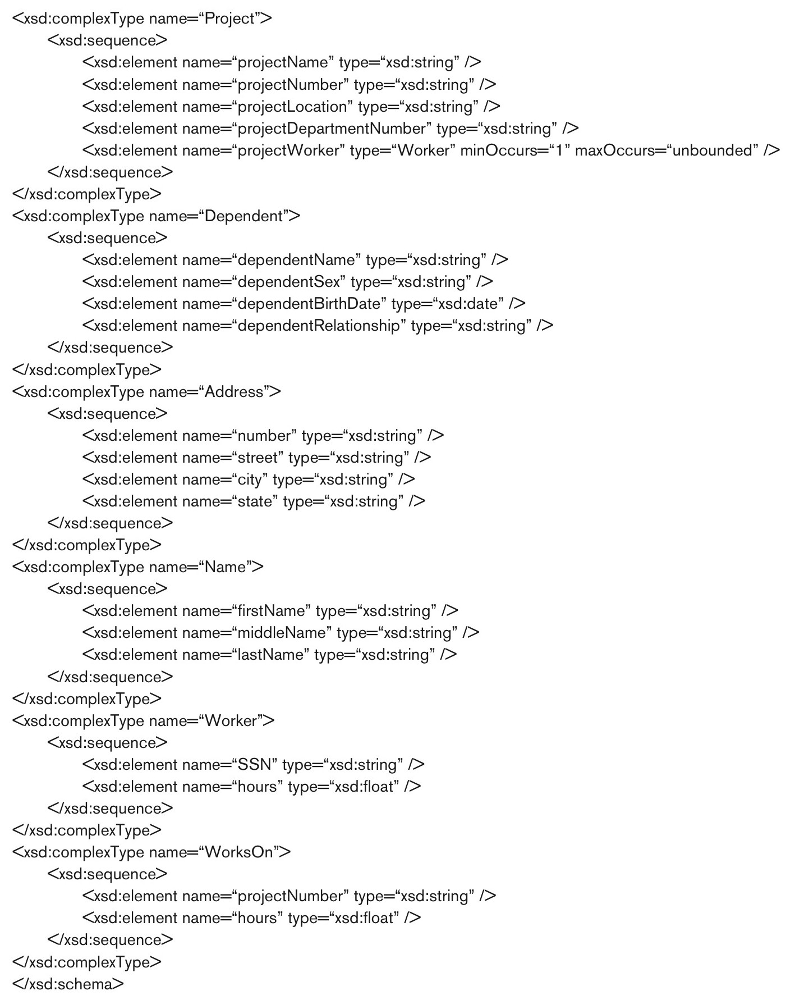 <xsd:complexType name=“Project”>
<xsd:sequence>
<xsd:element name=“projectName” type=“xsd:string” />
<xsd:element name=“projectNumber” type=“xsd:string” />
<xsd:element name=“projectLocation” type=“xsd:string” />
<xsd:element name=“projectDepartmentNumber” type=“xsd:string” />
<xsd:element name=“projectWorker” type=“Worker” minOccurs=“1” maxOccurs=“unbounded” />
</xsd:sequence>
</xsd:complexType>
<xsd:complexType name=“Dependent”>
<xsd:sequence>
<xsd:element name=“dependentName” type=“xsd:string” />
<xsd:element name=“dependentSex” type=“xsd:string” />
<xsd:element name=“dependentBirthDate” type=“xsd:date” />
<xsd:element name=“dependentRelationship” type=“xsd:string” />
</xsd:sequence>
</xsd:complexType>
<xsd:complexType name=“Address”>
<xsd:sequence>
<xsd:element name=“number” type=“xsd:string” />
<xsd:element name=“street” type=“xsd:string” />
<xsd:element name=“city” type=“xsd:string” />
<xsd:element name=“state” type=“xsd:string” />
</xsd:sequence>
</xsd:complexType>
<xsd:complexType name=“Name”>
<xsd:sequence>
<xsd:element name=“firstName” type=“xsd:string” />
<xsd:element name=“middleName” type=“xsd:string” />
<xsd:element name=“lastName” type=“xsd:string” />
</xsd:sequence>
</xsd:complexType>
<xsd:complexType name=“Worker”>
<xsd:sequence>
<xsd:element name=“SSN” type=“xsd:string” />
<xsd:element name=“hours” type=“xsd:float” />
</xsd:sequence>
</xsd:complexType>
<xsd:complexType name=“WorksOn”>
<xsd:sequence>
<xsd:element name=“projectNumber” type=“xsd:string” />
<xsd:element name=“hours” type=“xsd:float” />
</xsd:sequence>
</xsd:complexType>
</xsd:schema>